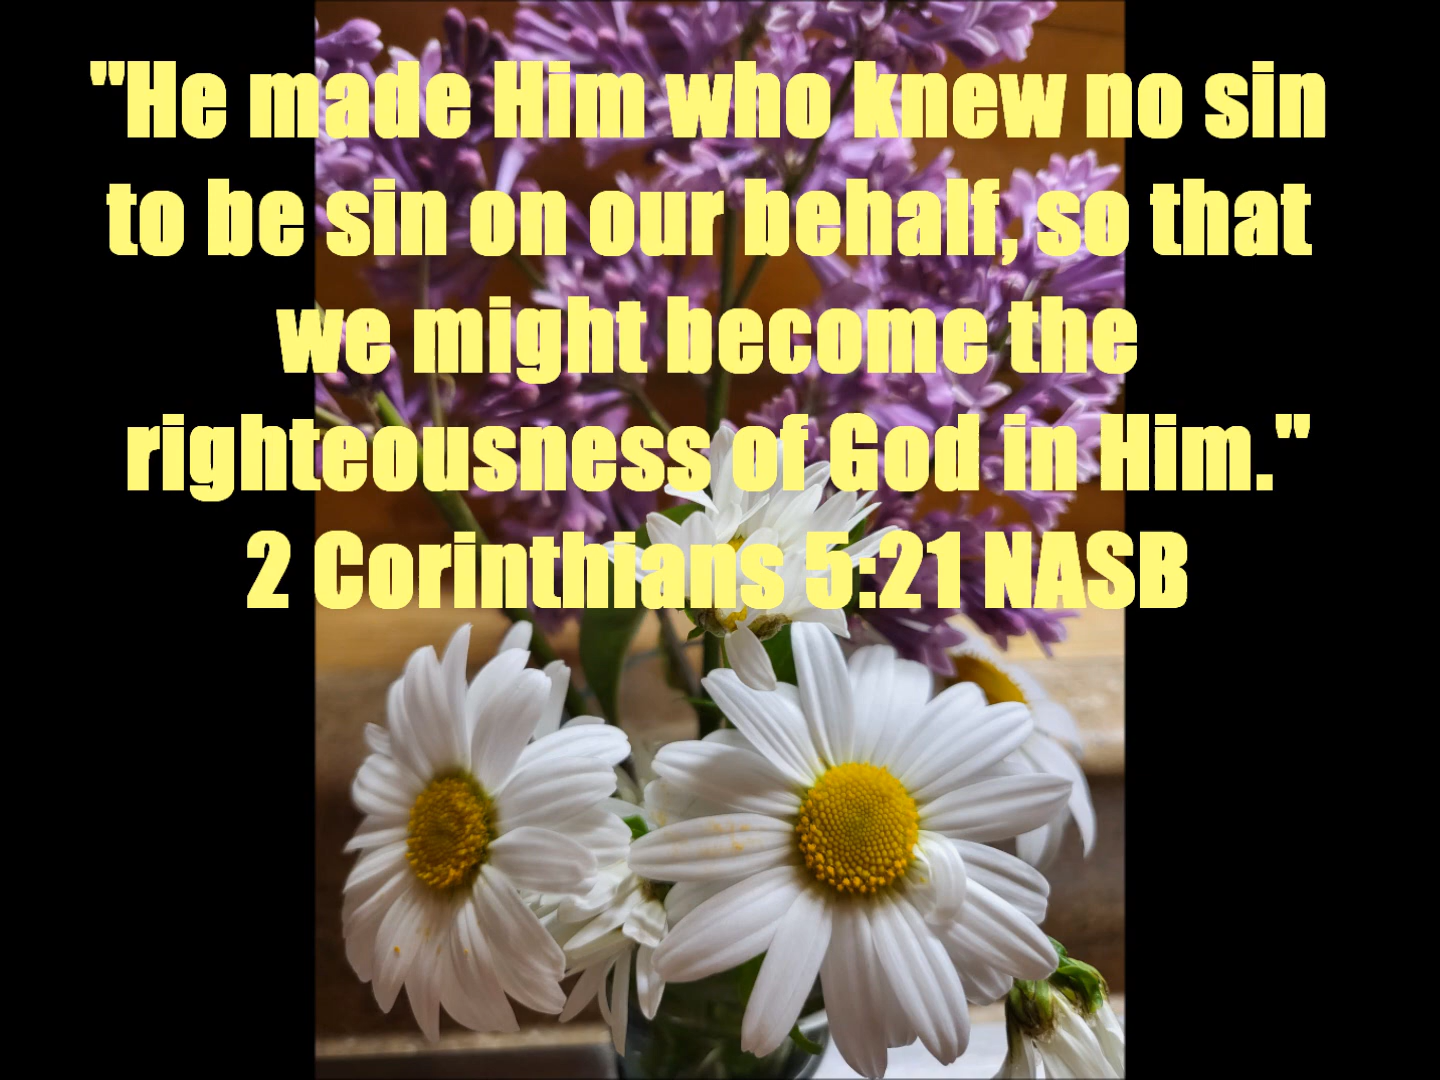 "He made Him who knew no sin
to be sin on our behalf, so that
we might become the
righteousness of God in Him."
2 Corinthians 5:21 NASB